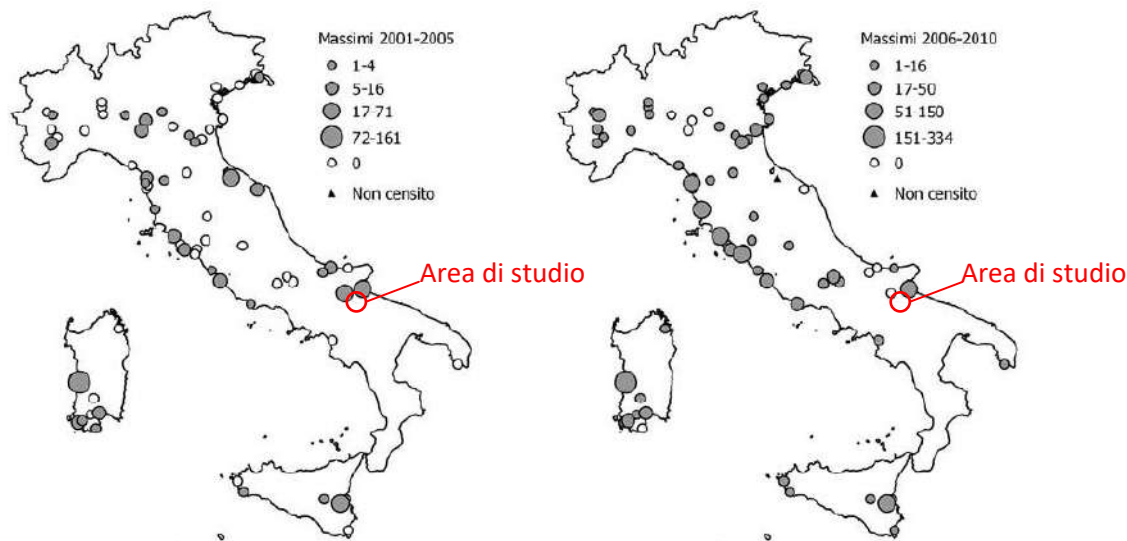 Massimi 2001-2005
1-4
5-16
17-71
72-161
0
Non censito
Area di studio
Massimi 2006-2010
1-16
17-50
51-150
151-334
0
Non censito
Area di studio